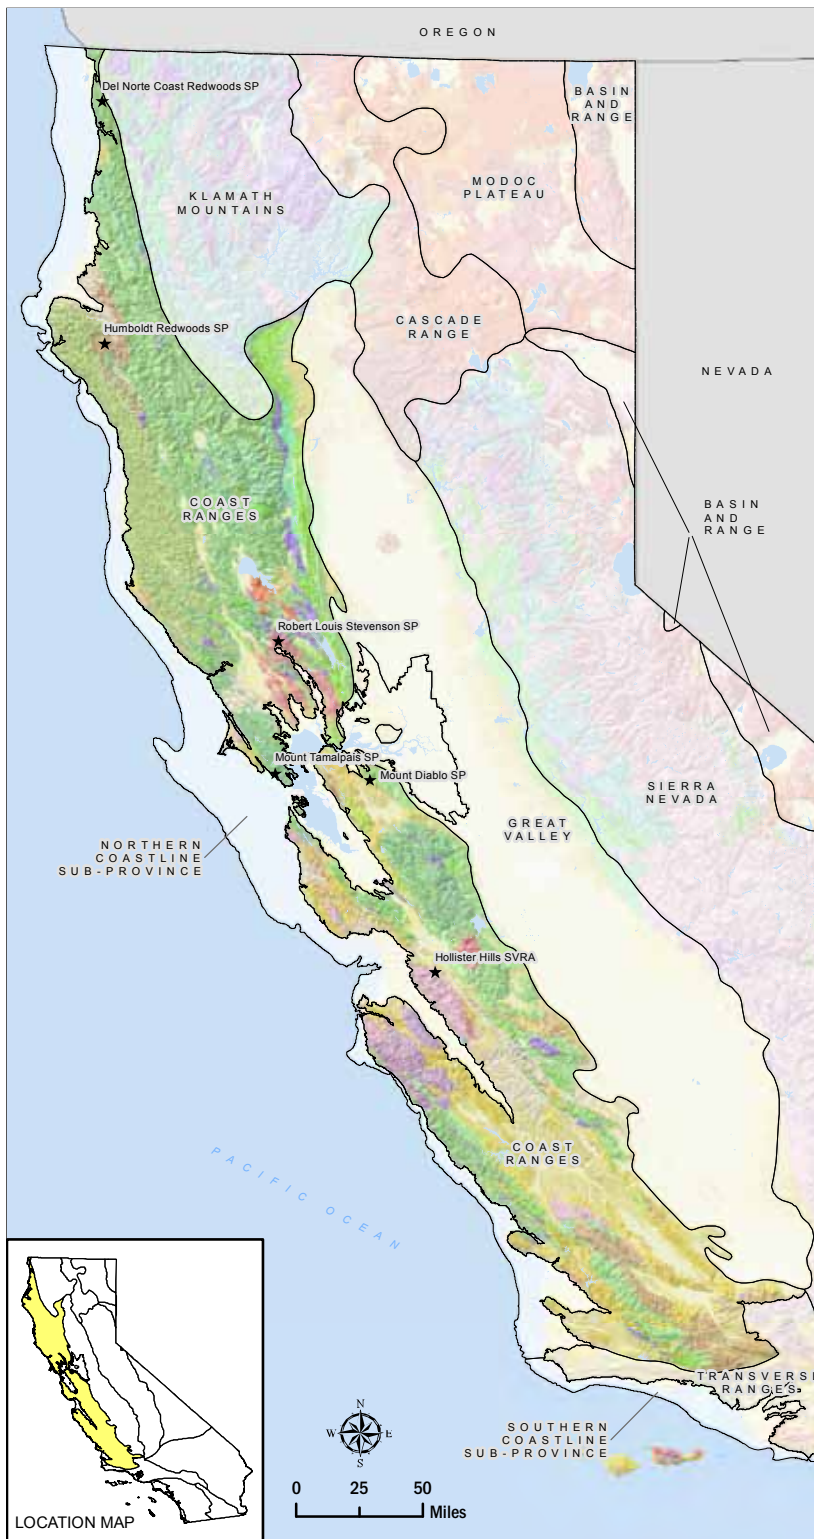 OREGON
Del Norte Coast Redwoods SP
BASIN
AND
RANGE
KLAMATH
MOUNTAINS
MODOC
PLATEAU
CASCADE
RANGE
Humboldt Redwoods SP
NEVADA
COAST
RANGES
BASIN
AND
RANGE
Robert Louis Stevenson SP
Mount Tamalpais SP
Mount Diablo SP
SIERRA
NEVADA
GREAT
VALLEY
NORTHERN
COASTLINE
SUB-PROVINCE
Hollister Hills SVRA
COAST
RANGES
PACIFIC OCEAN
TRANSVERSE
RANGES
SOUTHERN
COASTLINE
SUB-PROVINCE
N
W E
S
0 25 50
Miles
LOCATION MAP